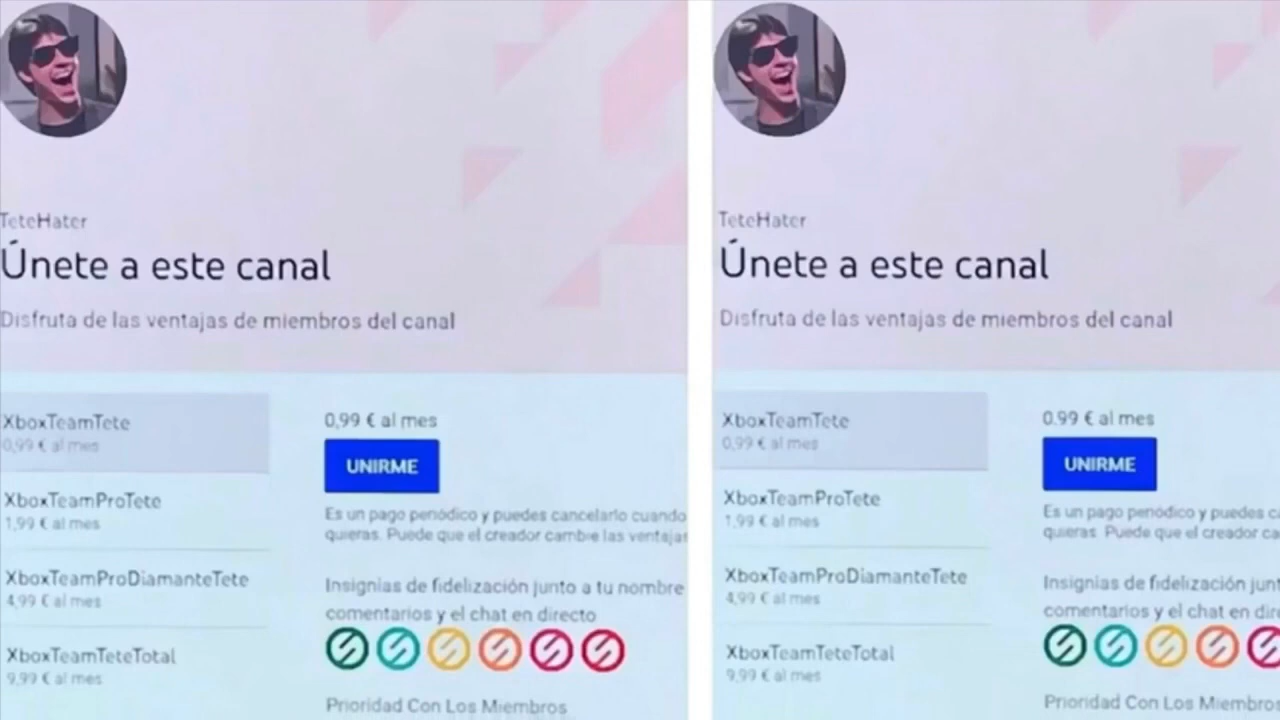 TeteHater
Únete a este canal
Disfruta de las ventajas de miembros del canal
XboxTeamTete
0,99 € al mes
XboxTeamProTete
1,99 € al mes
XboxTeamProDiamanteTete
4,99 € al mes
XboxTeamTeteTotal
9,99 € al mes
0,99 € al mes
UNIRME
Es un pago periódico y puedes cancelarlo cuando
quieras. Puede que el creador cambie las ventajas
Insignias de fidelización junto a tu nombre
comentarios y el chat en directo
Prioridad Con Los Miembros
TeteHater
Únete a este canal
Disfruta de las ventajas de miembros del canal
XboxTeamTete
0,99 € al mes
XboxTeamProTete
1,99 € al mes
XboxTeamProDiamanteTete
4,99 € al mes
XboxTeamTeteTotal
9,99 € al mes
0.99 € al mes
UNIRME
Es un pago periódico y puedes
quieras. Puede que el creador
Insignias de fidelización
comentarios y el chat en
Prioridad Con Los Miembros